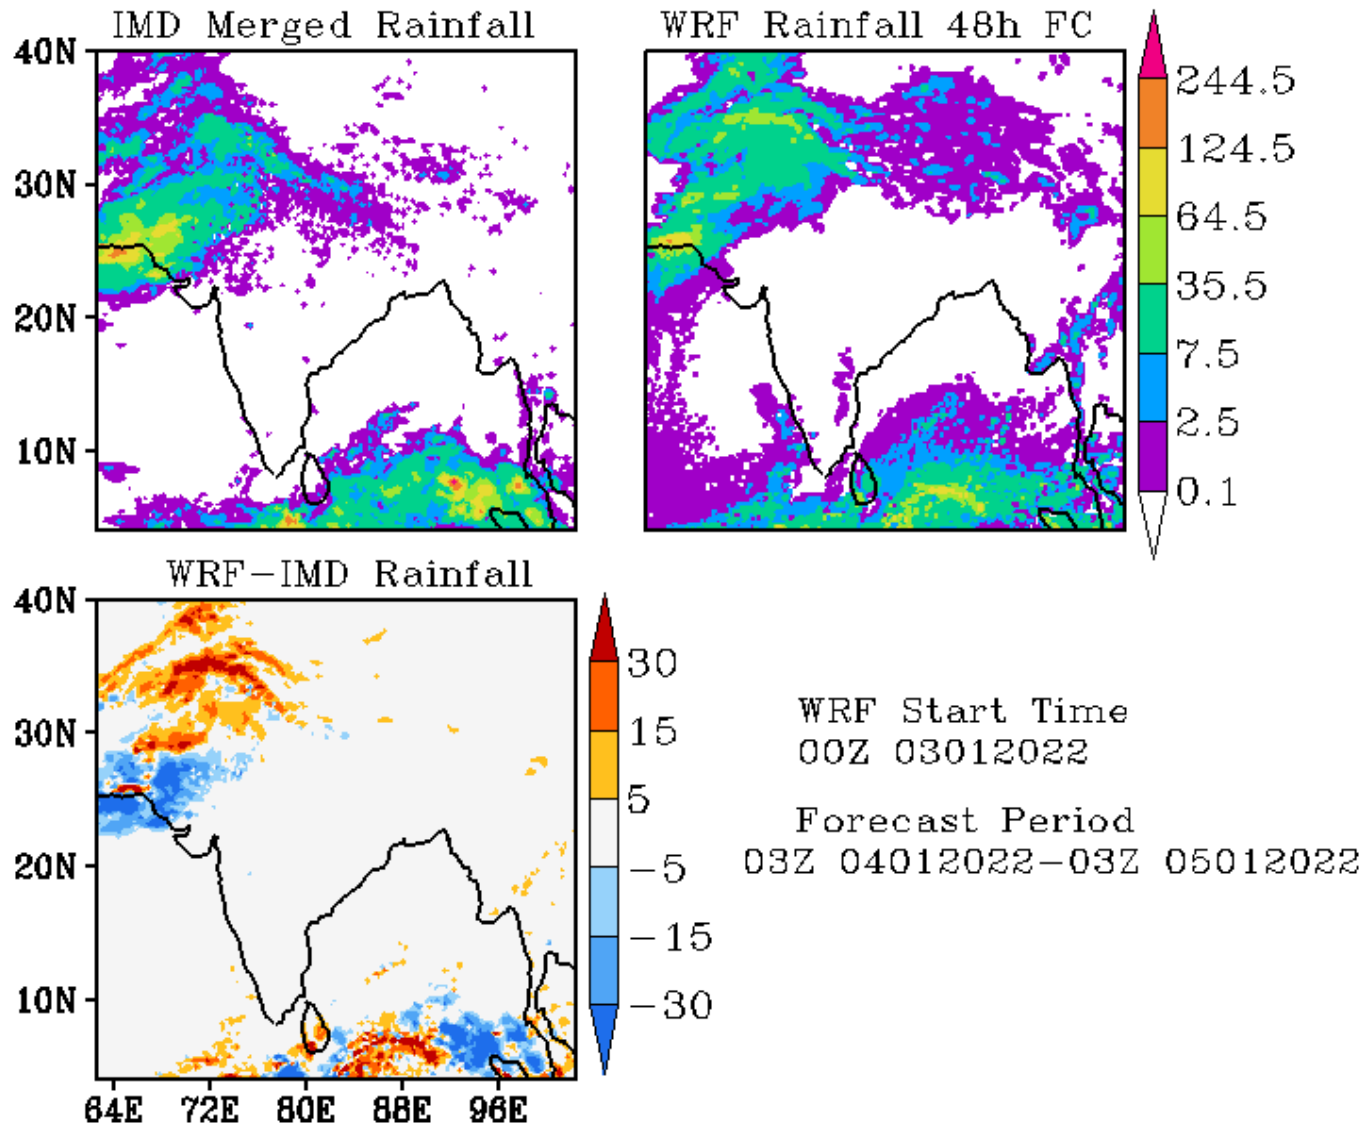 IMD Merged Rainfall
WRF Rainfall 48h FC
40N
30N
20N
10N
244.5
124.5
64.5
35.5
7.5
2.5
0.1
WRF-IMD Rainfall
40N
30N
20N
10N
64E 72E 80E 88E 96E
30
15
5
-5
-15
-30
WRF Start Time
00Z 03012022
Forecast Period
03Z 04012022-03Z 05012022